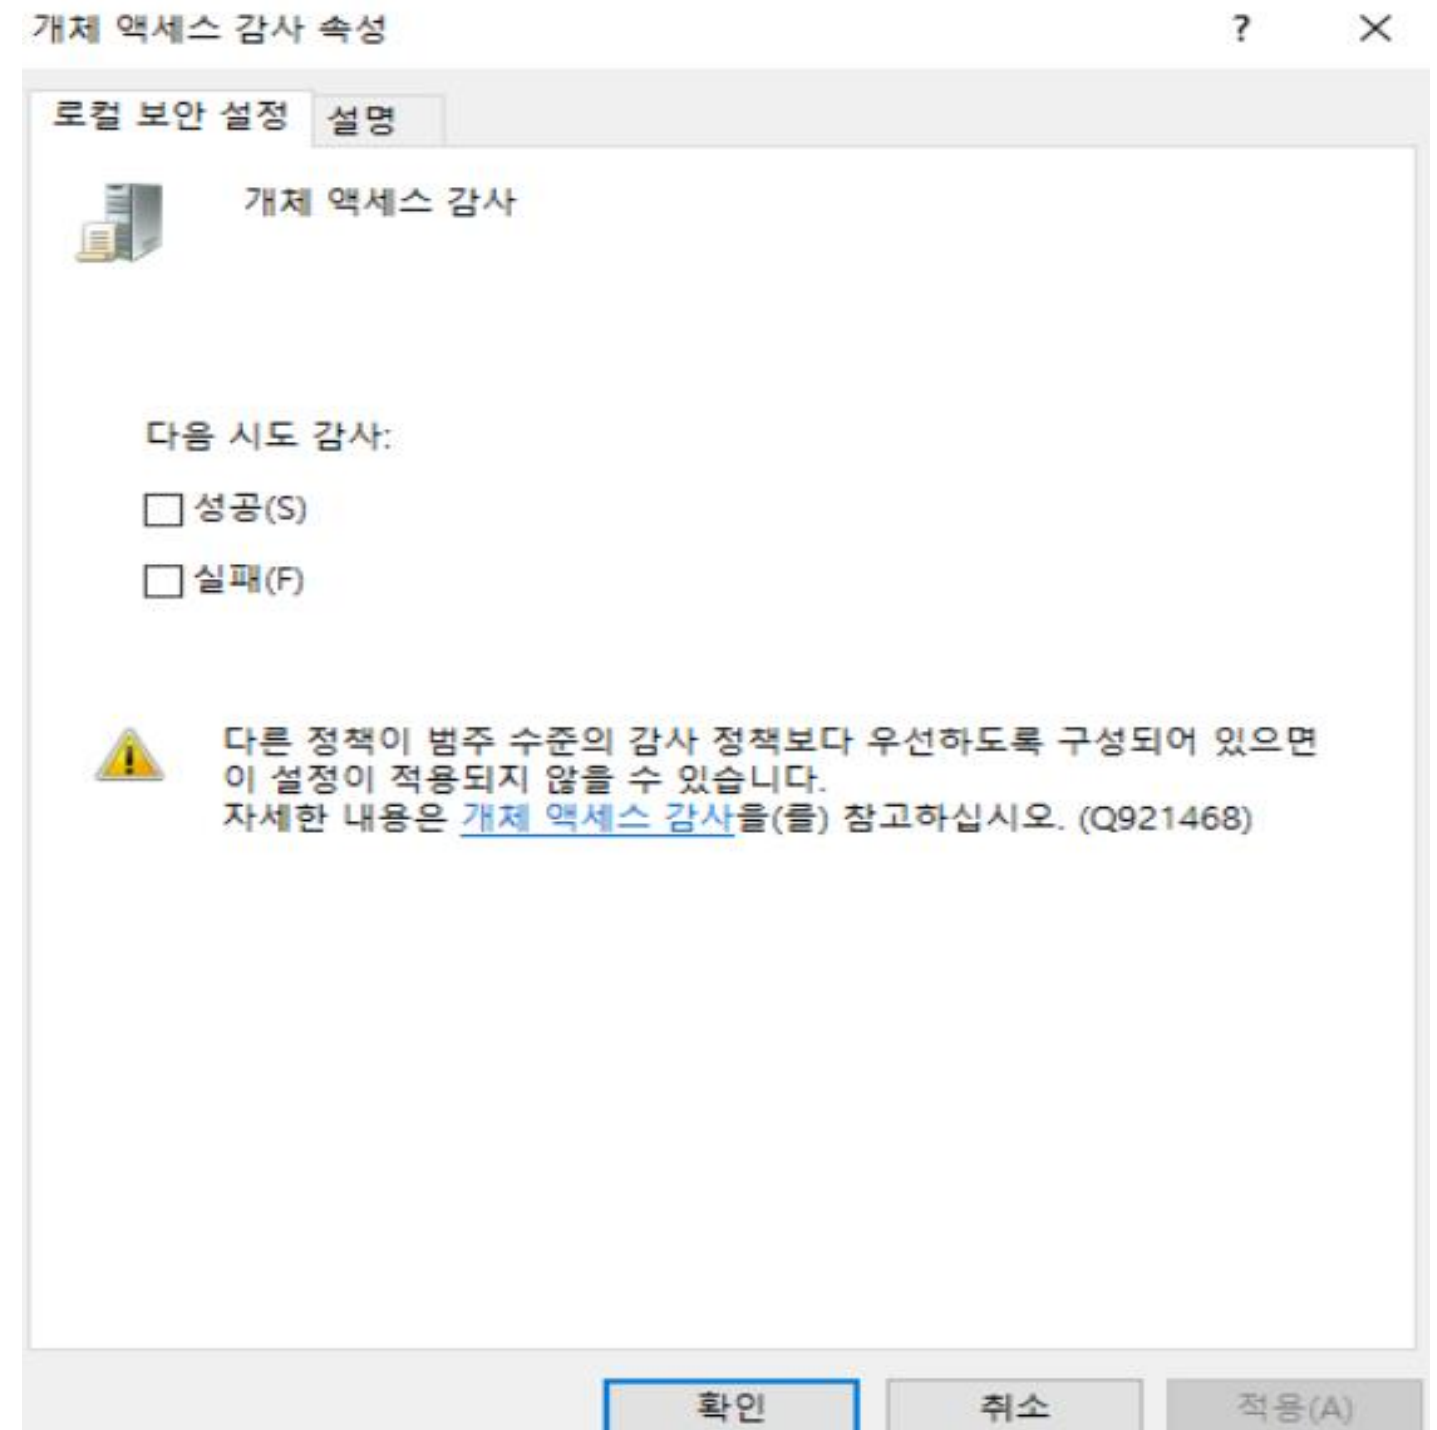 개체 액세스 감사 속성
? ×
로컬 보안 설정 설명
개체 액세스 감사
다음 시도 감사:
성공(S)
실패(F)
다른 정책이 범주 수준의 감사 정책보다 우선하도록 구성되어 있으면
이 설정이 적용되지 않을 수 있습니다.
자세한 내용은 개체 액세스 감사을(를) 참고하십시오. (Q921468)
확인 취소 적용(A)